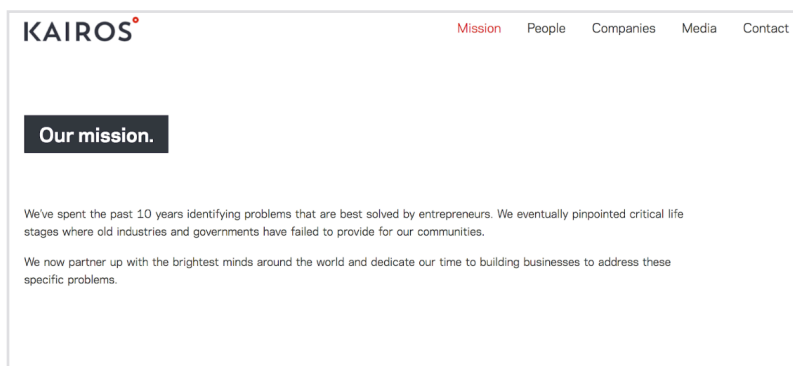 KAIROS°
Mission People Companies Media Contact
Our mission.
We've spent the past 10 years identifying problems that are best solved by entrepreneurs. We eventually pinpointed critical life
stages where old industries and governments have failed to provide for our communities.
We now partner up with the brightest minds around the world and dedicate our time to building businesses to address these
specific problems.